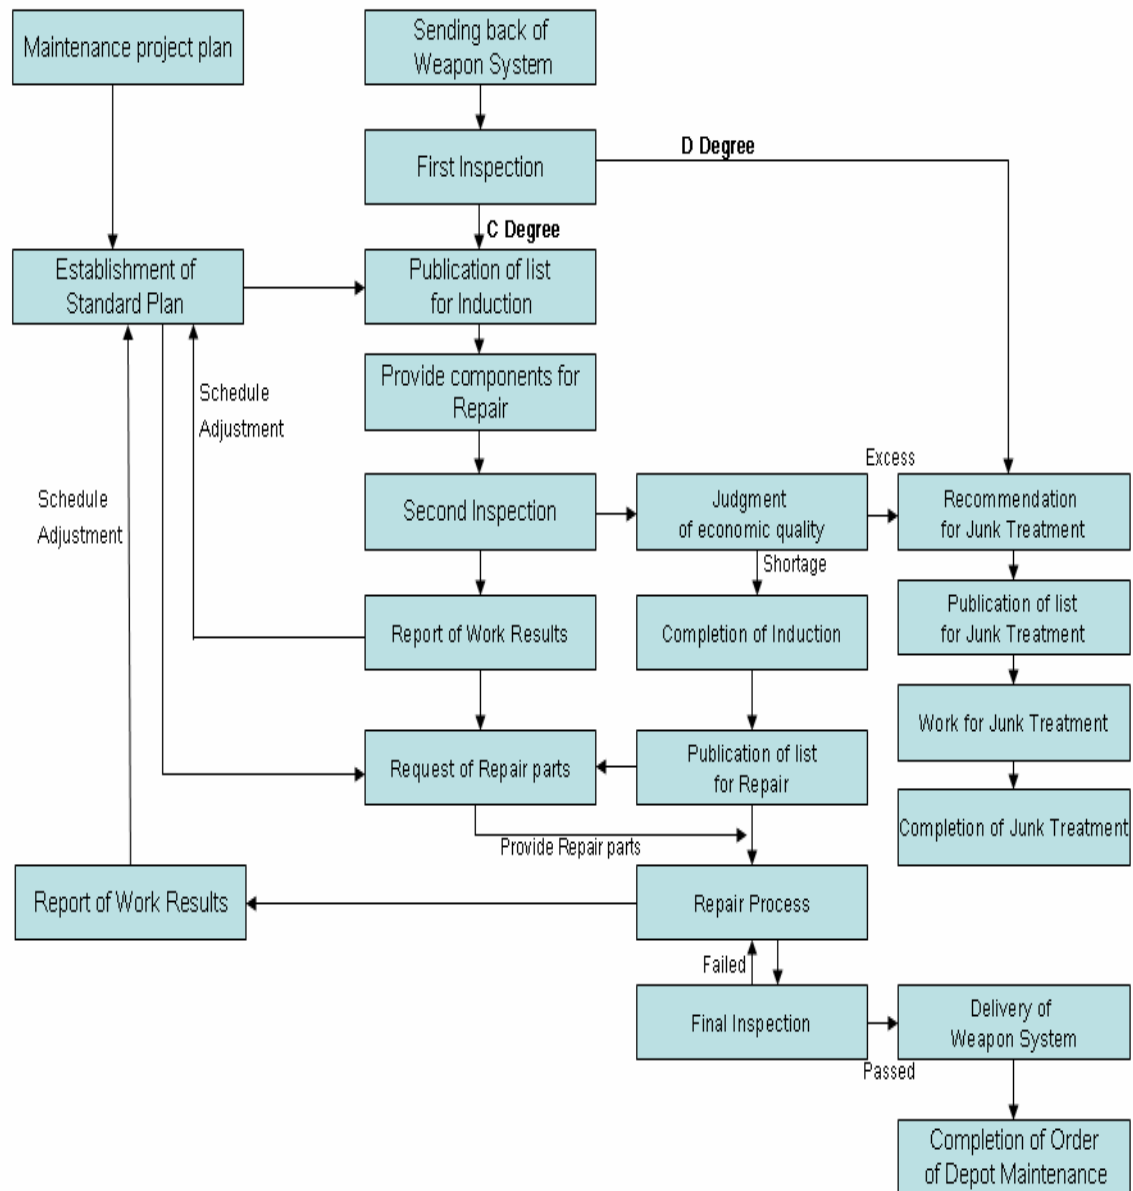 Maintenance project plan
Sending back of
Weapon System
First Inspection
D Degree
C Degree
Establishment of
Standard Plan
Publication of list
for Induction
Provide components for
Repair
Schedule
Adjustment
Schedule
Adjustment
Second Inspection
Judgment
of economic quality
Excess
Recommendation
for Junk Treatment
Shortage
Report of Work Results
Completion of Induction
Publication of list
for Junk Treatment
Work for Junk Treatment
Request of Repair parts
Publication of list
for Repair
Completion of Junk Treatment
Provide Repair parts
Report of Work Results
Repair Process
Failed
Final Inspection
Passed
Delivery of
Weapon System
Completion of Order
of Depot Maintenance